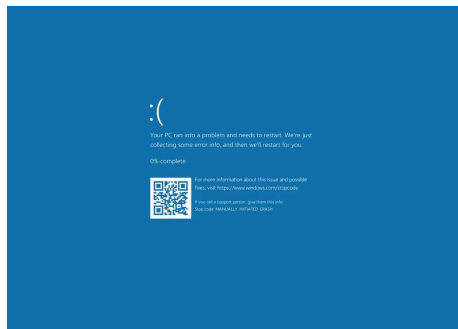 :(
Your PC ran into a problem and needs to restart. We're just
collecting some error info, and then we'll restart for you.
0% complete
For more information about this issue and possible
fixes, visit https://www.windows.com/stopcode
If you call a support person, give them this info:
Stop code: MANUALLY INITIATED CRASH